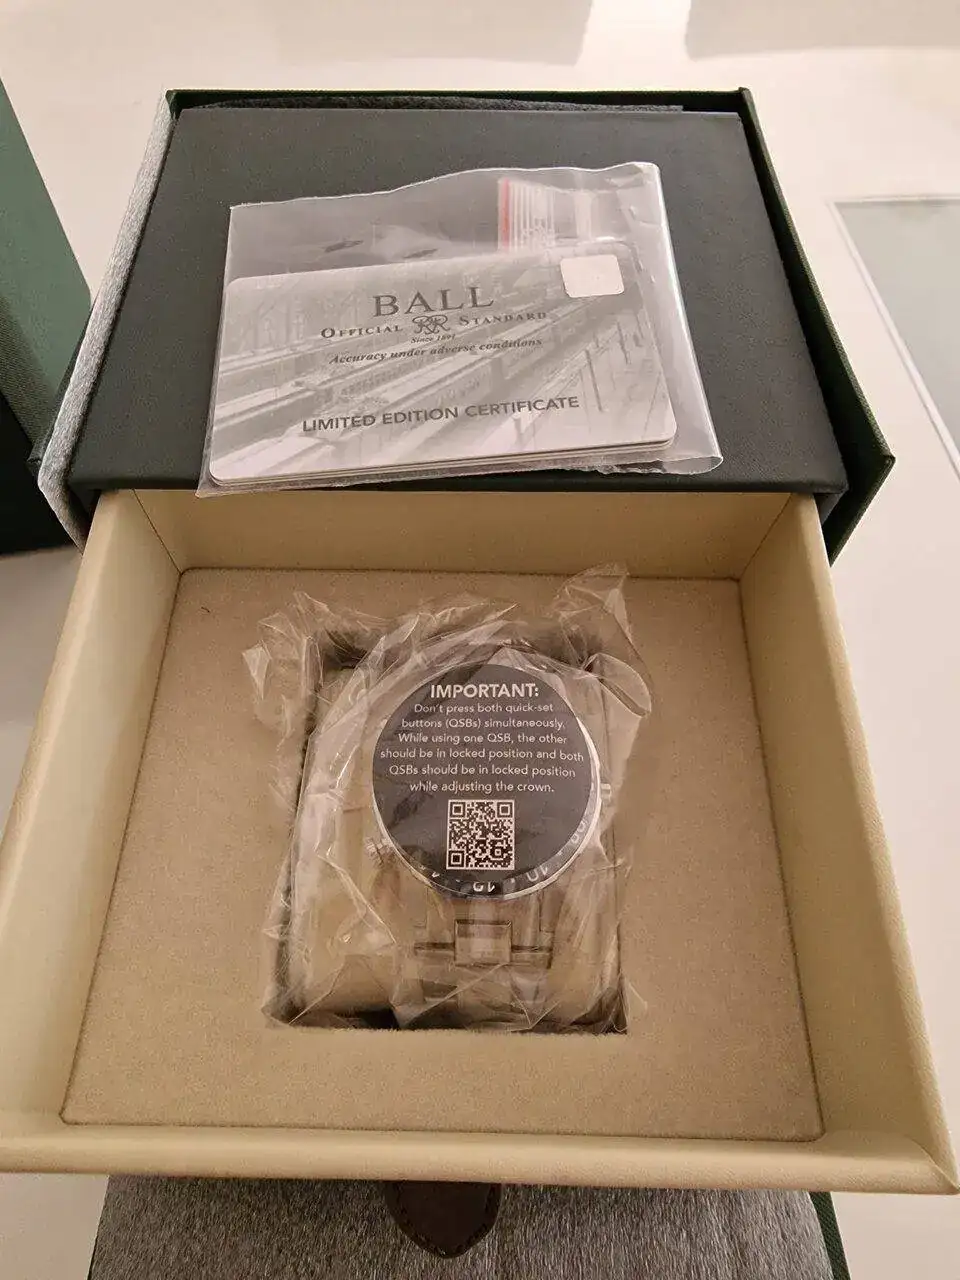 BALL
OFFICIAL RR STANDARD
Since 1891
Accuracy under adverse conditions
LIMITED EDITION CERTIFICATE
IMPORTANT:
Don't press both quick-set
buttons (QSBs) simultaneously.
While using one QSB, the other
should be in locked position and both
QSBs should be in locked position
while adjusting the crown.